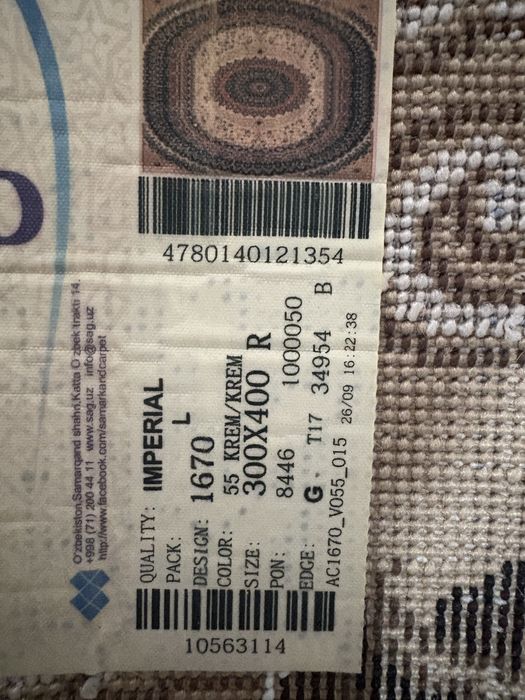 4780140121354
O'zbekiston,Samarqand shahri,Katta O'zbek trakti 14.
+998 (71) 200 44 11 www.sag.uz info@sag.uz
http://www.facebook.com/samarkandcarpet
QUALITY: IMPERIAL
PACK: L
DESIGN: 1670
COLOR: 55 KREM/KREM
SIZE: 300X400 R
PON: 8446 1000050
EDGE: G T17 34954 B
AC1670_V055_015 26/09 16:22:38
10563114